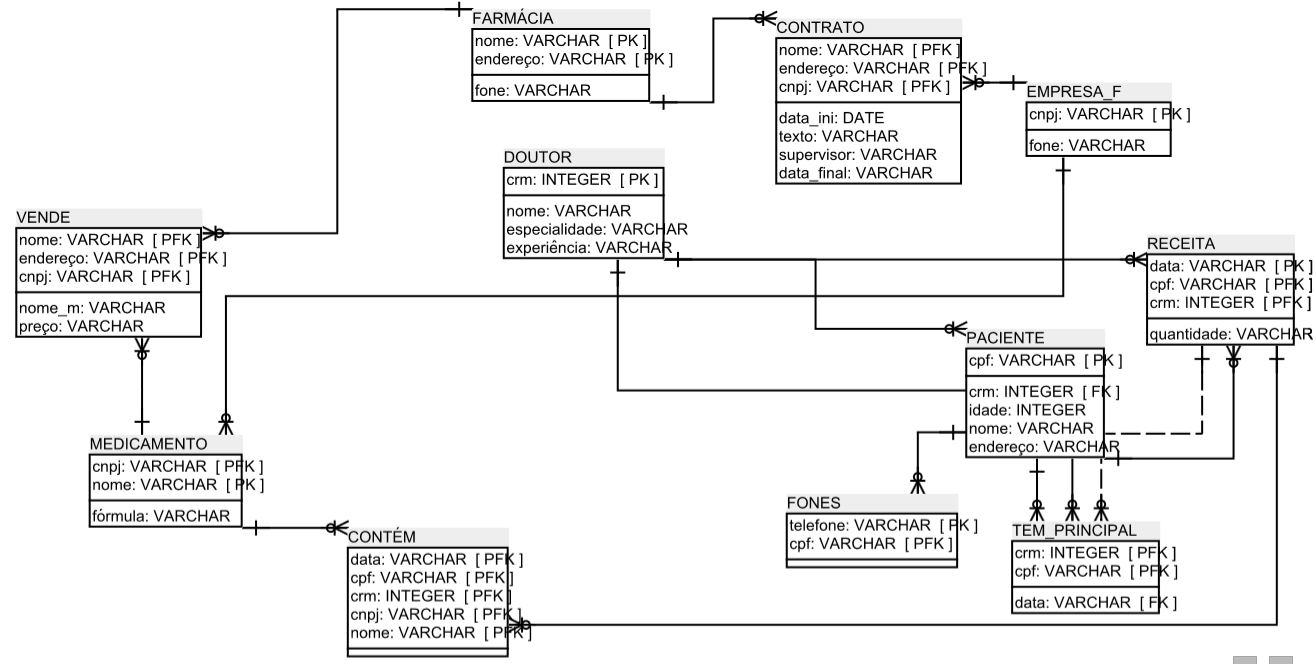 FARMÁCIA
nome: VARCHAR [ PK ]
endereço: VARCHAR [ PK ]
fone: VARCHAR
CONTRATO
nome: VARCHAR [ PFK ]
endereço: VARCHAR [ PFK ]
cnpj: VARCHAR [ PFK ]
data_ini: DATE
texto: VARCHAR
supervisor: VARCHAR
data_final: VARCHAR
EMPRESA_F
cnpj: VARCHAR [ PK ]
fone: VARCHAR
DOUTOR
crm: INTEGER [ PK ]
nome: VARCHAR
especialidade: VARCHAR
experiência: VARCHAR
VENDE
nome: VARCHAR [ PFK ]
endereço: VARCHAR [ PFK ]
cnpj: VARCHAR [ PFK ]
nome_m: VARCHAR
preço: VARCHAR
RECEITA
data: VARCHAR [ PK ]
cpf: VARCHAR [ PFK ]
crm: INTEGER [ PFK ]
quantidade: VARCHAR
PACIENTE
cpf: VARCHAR [ PK ]
crm: INTEGER [ FK ]
idade: INTEGER
nome: VARCHAR
endereço: VARCHAR
MEDICAMENTO
cnpj: VARCHAR [ PFK ]
nome: VARCHAR [ PK ]
fórmula: VARCHAR
FONES
telefone: VARCHAR [ PK ]
cpf: VARCHAR [ PFK ]
TEM_PRINCIPAL
crm: INTEGER [ PFK ]
cpf: VARCHAR [ PFK ]
data: VARCHAR [ FK ]
CONTÉM
data: VARCHAR [ PFK ]
cpf: VARCHAR [ PFK ]
crm: INTEGER [ PFK ]
cnpj: VARCHAR [ PFK ]
nome: VARCHAR [ PFK ]